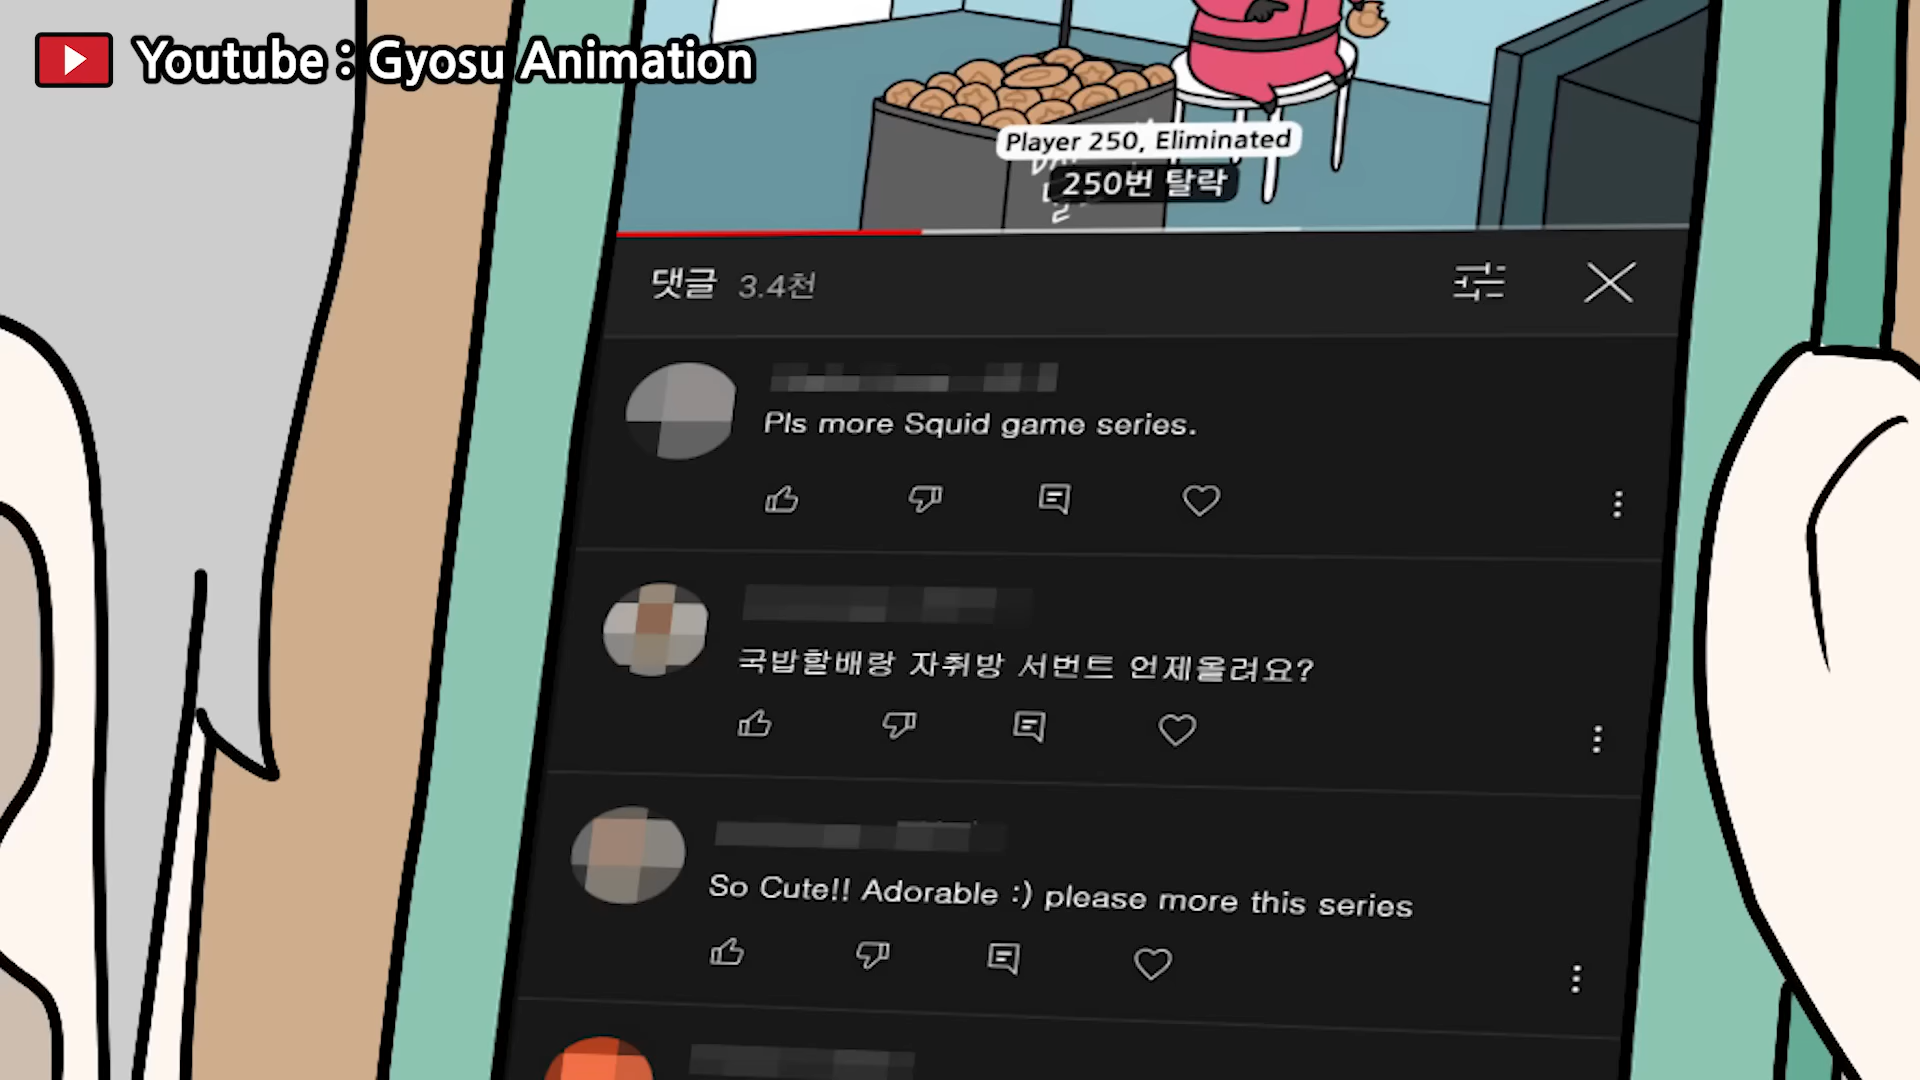 Youtube : Gyosu Animation
Player 250, Eliminated
250번 탈락
댓글 3.4천
Pls more Squid game series.
국밥할배랑 자취방 서번트 언제올려요?
So Cute!! Adorable :) please more this series